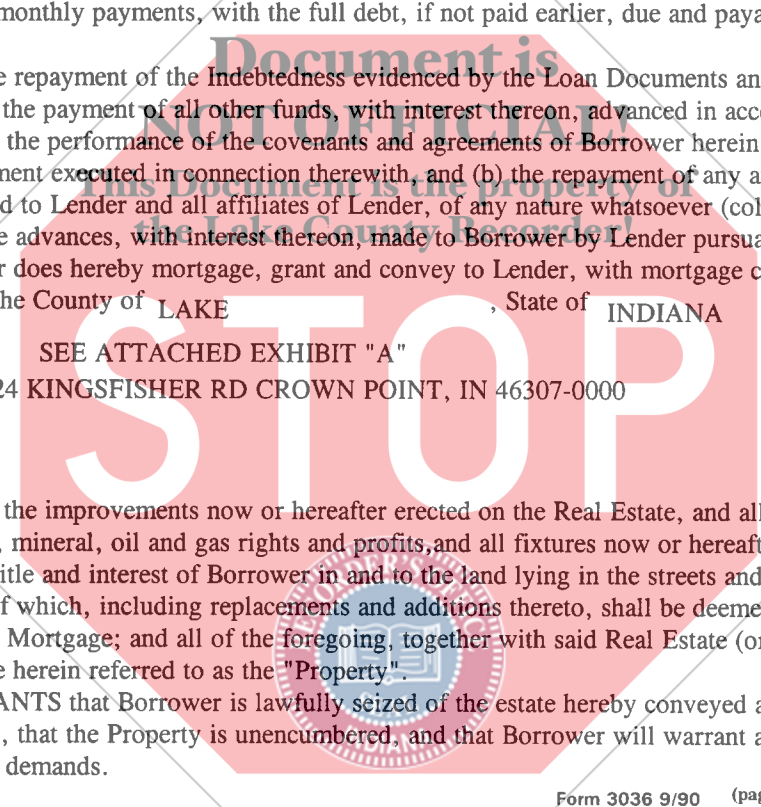 monthly payments, with the full debt, if not paid earlier, due and paya
Document is
e repayment of the Indebtedness evidenced by the Loan Documents an
the payment of all other funds, with interest thereon, advanced in acc
NOT OFFICIAL!
the performance of the covenants and agreements of Borrower herein
ment executed in connection therewith, and (b) the repayment of any a
This Document is the property of
d to Lender and all affiliates of Lender, of any nature whatsoever (col
the Lake County Recorder!
e advances, with interest thereon, made to Borrower by Lender pursua
r does hereby mortgage, grant and convey to Lender, with mortgage c
he County of LAKE , State of INDIANA
SEE ATTACHED EXHIBIT "A"
24 KINGSFISHER RD CROWN POINT, IN 46307-0000
STOP
the improvements now or hereafter erected on the Real Estate, and all
, mineral, oil and gas rights and profits,and all fixtures now or hereaft
itle and interest of Borrower in and to the land lying in the streets and
f which, including replacements and additions thereto, shall be deeme
Mortgage; and all of the foregoing, together with said Real Estate (or
e herein referred to as the "Property".
ANTS that Borrower is lawfully seized of the estate hereby conveyed a
, that the Property is unencumbered, and that Borrower will warrant a
demands.
INDIANA
Form 3036 9/90 (pag